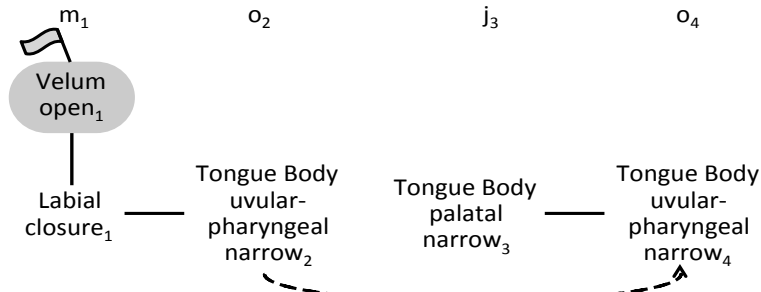 m₁ o₂ j₃ o₄
Velum
open₁
Labial
closure₁
Tongue Body
uvular-
pharyngeal
narrow₂
Tongue Body
palatal
narrow₃
Tongue Body
uvular-
pharyngeal
narrow₄